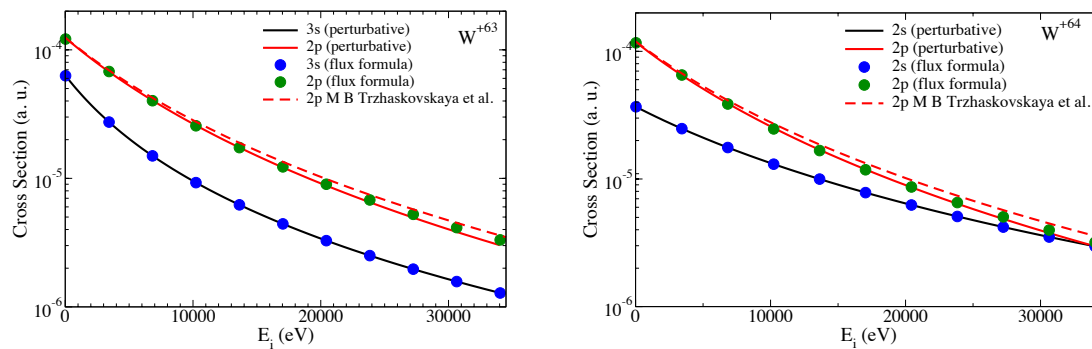 3s (perturbative)
2p (perturbative)
3s (flux formula)
2p (flux formula)
2p M B Trzhaskovskaya et al.
W+63
10-4
10-5
10-6
Cross Section (a. u.)
0 10000 20000 30000
E_i (eV)
2s (perturbative)
2p (perturbative)
2s (flux formula)
2p (flux formula)
2p M B Trzhaskovskaya et al.
W+64
10-4
10-5
10-6
Cross Section (a. u.)
0 10000 20000 30000
E_i (eV)